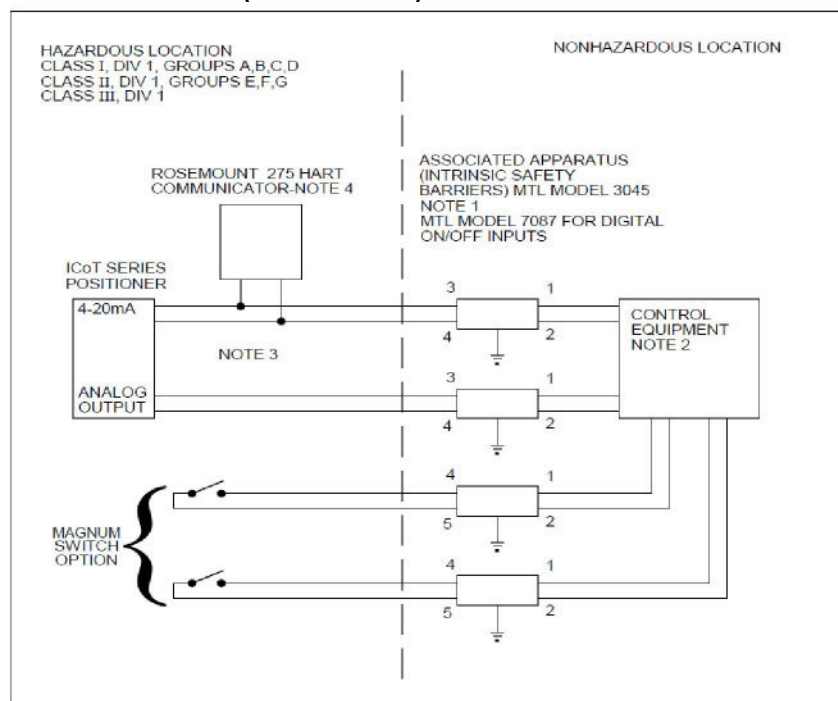 HAZARDOUS LOCATION
CLASS I, DIV 1, GROUPS A,B,C,D
CLASS II, DIV 1, GROUPS E,F,G
CLASS III, DIV 1
NONHAZARDOUS LOCATION
ROSEMOUNT 275 HART
COMMUNICATOR-NOTE 4
ASSOCIATED APPARATUS
(INTRINSIC SAFETY
BARRIERS) MTL MODEL 3045
NOTE 1
MTL MODEL 7087 FOR DIGITAL
ON/OFF INPUTS
ICoT SERIES
POSITIONER
4-20mA
ANALOG
OUTPUT
NOTE 3
3
1
4
2
3
1
4
2
CONTROL
EQUIPMENT
NOTE 2
MAGNUM
SWITCH
OPTION
4
1
5
2
4
1
5
2